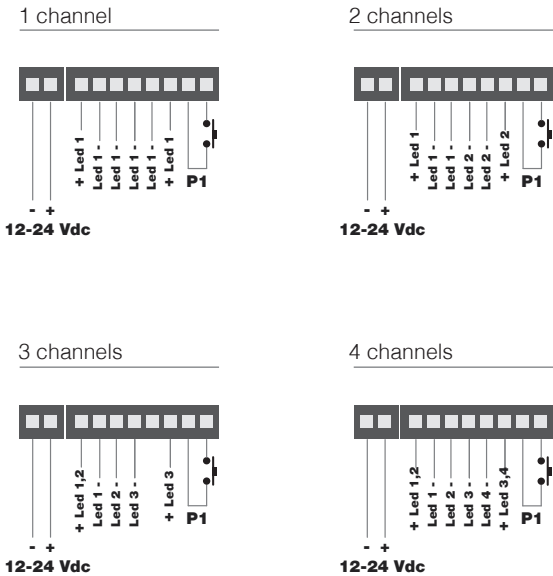 1 channel
+ Led 1
Led 1 -
Led 1 -
Led 1 -
Led 1 -
+ Led 1
P1
- +
12-24 Vdc
2 channels
+ Led 1
Led 1 -
Led 1 -
Led 2 -
Led 2 -
+ Led 2
P1
- +
12-24 Vdc
3 channels
+ Led 1,2
Led 1 -
Led 2 -
Led 3 -
+ Led 3
P1
- +
12-24 Vdc
4 channels
+ Led 1,2
Led 1 -
Led 2 -
Led 3 -
Led 4 -
+ Led 3,4
P1
- +
12-24 Vdc